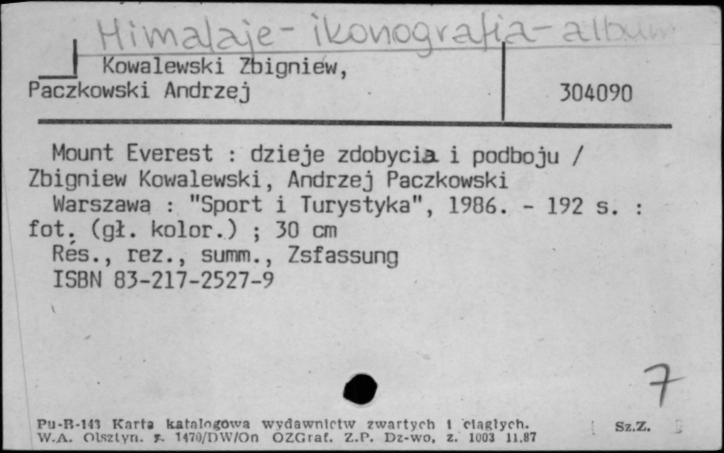 Himalaje - ikonografia - album
Kowalewski Zbigniew,
Paczkowski Andrzej
304090
Mount Everest : dzieje zdobycia i podboju /
Zbigniew Kowalewski, Andrzej Paczkowski
Warszawa : "Sport i Turystyka", 1986. - 192 s. :
fot. (gł. kolor.) ; 30 cm
Rés., rez., summ., Zsfassung
ISBN 83-217-2527-9
7
Pu-B-143 Karta katalogowa wydawnictw zwartych i ciągłych. Sz.Z.
W.A. Olsztyn. z. 1470/DW/On OZGraf. Z.P. Dz-wo, z. 1003 11.87